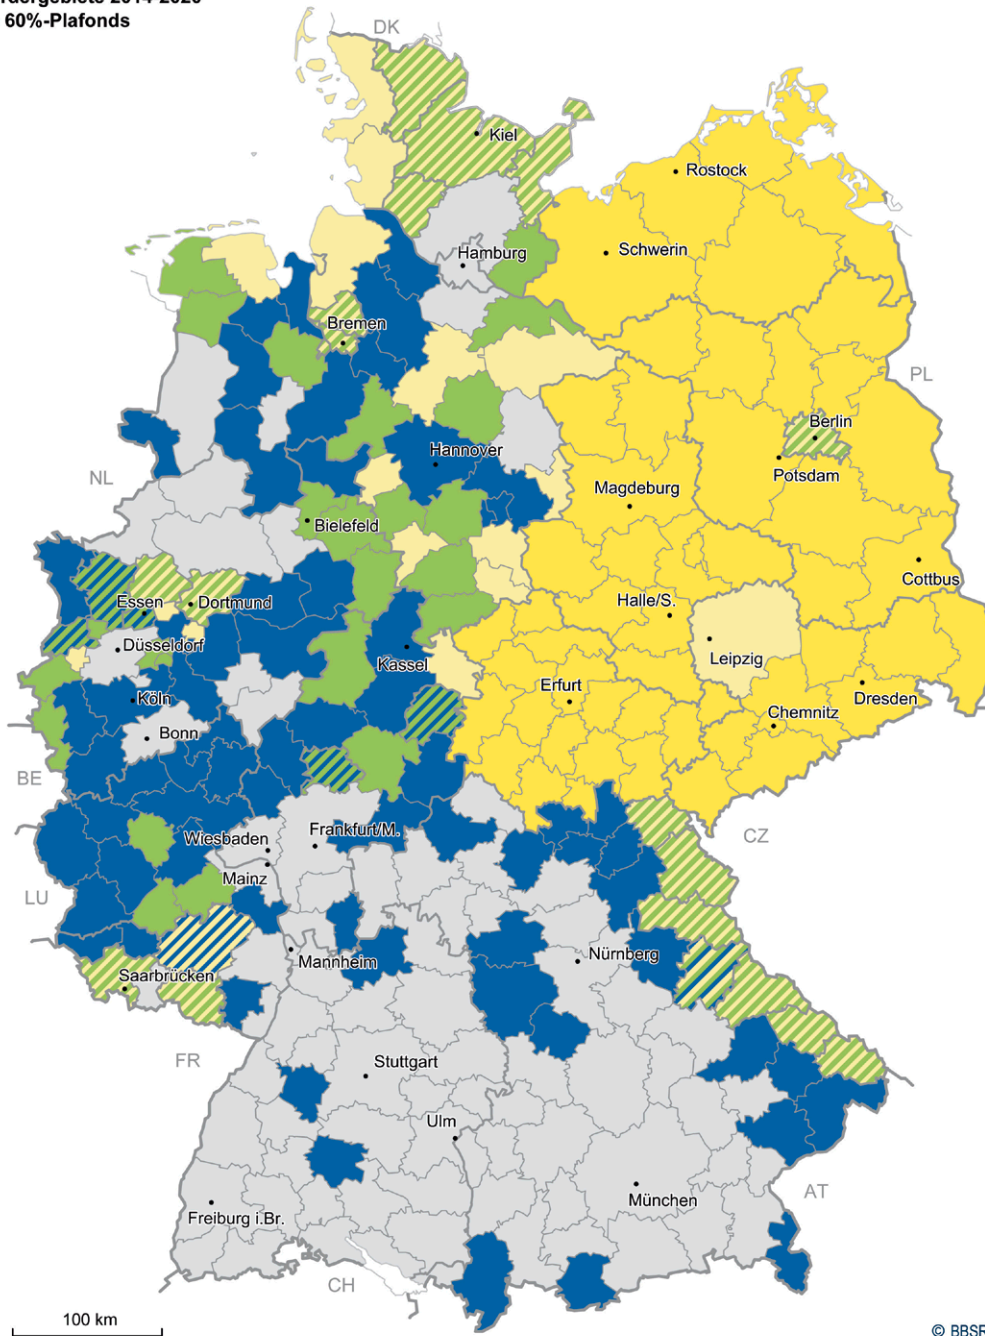 60%-Plafonds
DK
Kiel
Rostock
Hamburg
Schwerin
Bremen
PL
Berlin
Hannover
Potsdam
NL
Magdeburg
Bielefeld
Cottbus
Essen
Dortmund
Halle/S.
Düsseldorf
Leipzig
Kassel
Erfurt
Dresden
Köln
Chemnitz
Bonn
BE
CZ
Frankfurt/M.
Wiesbaden
Mainz
LU
Nürnberg
Mannheim
Saarbrücken
FR
Stuttgart
Ulm
AT
München
Freiburg i.Br.
CH
100 km
© BBSR